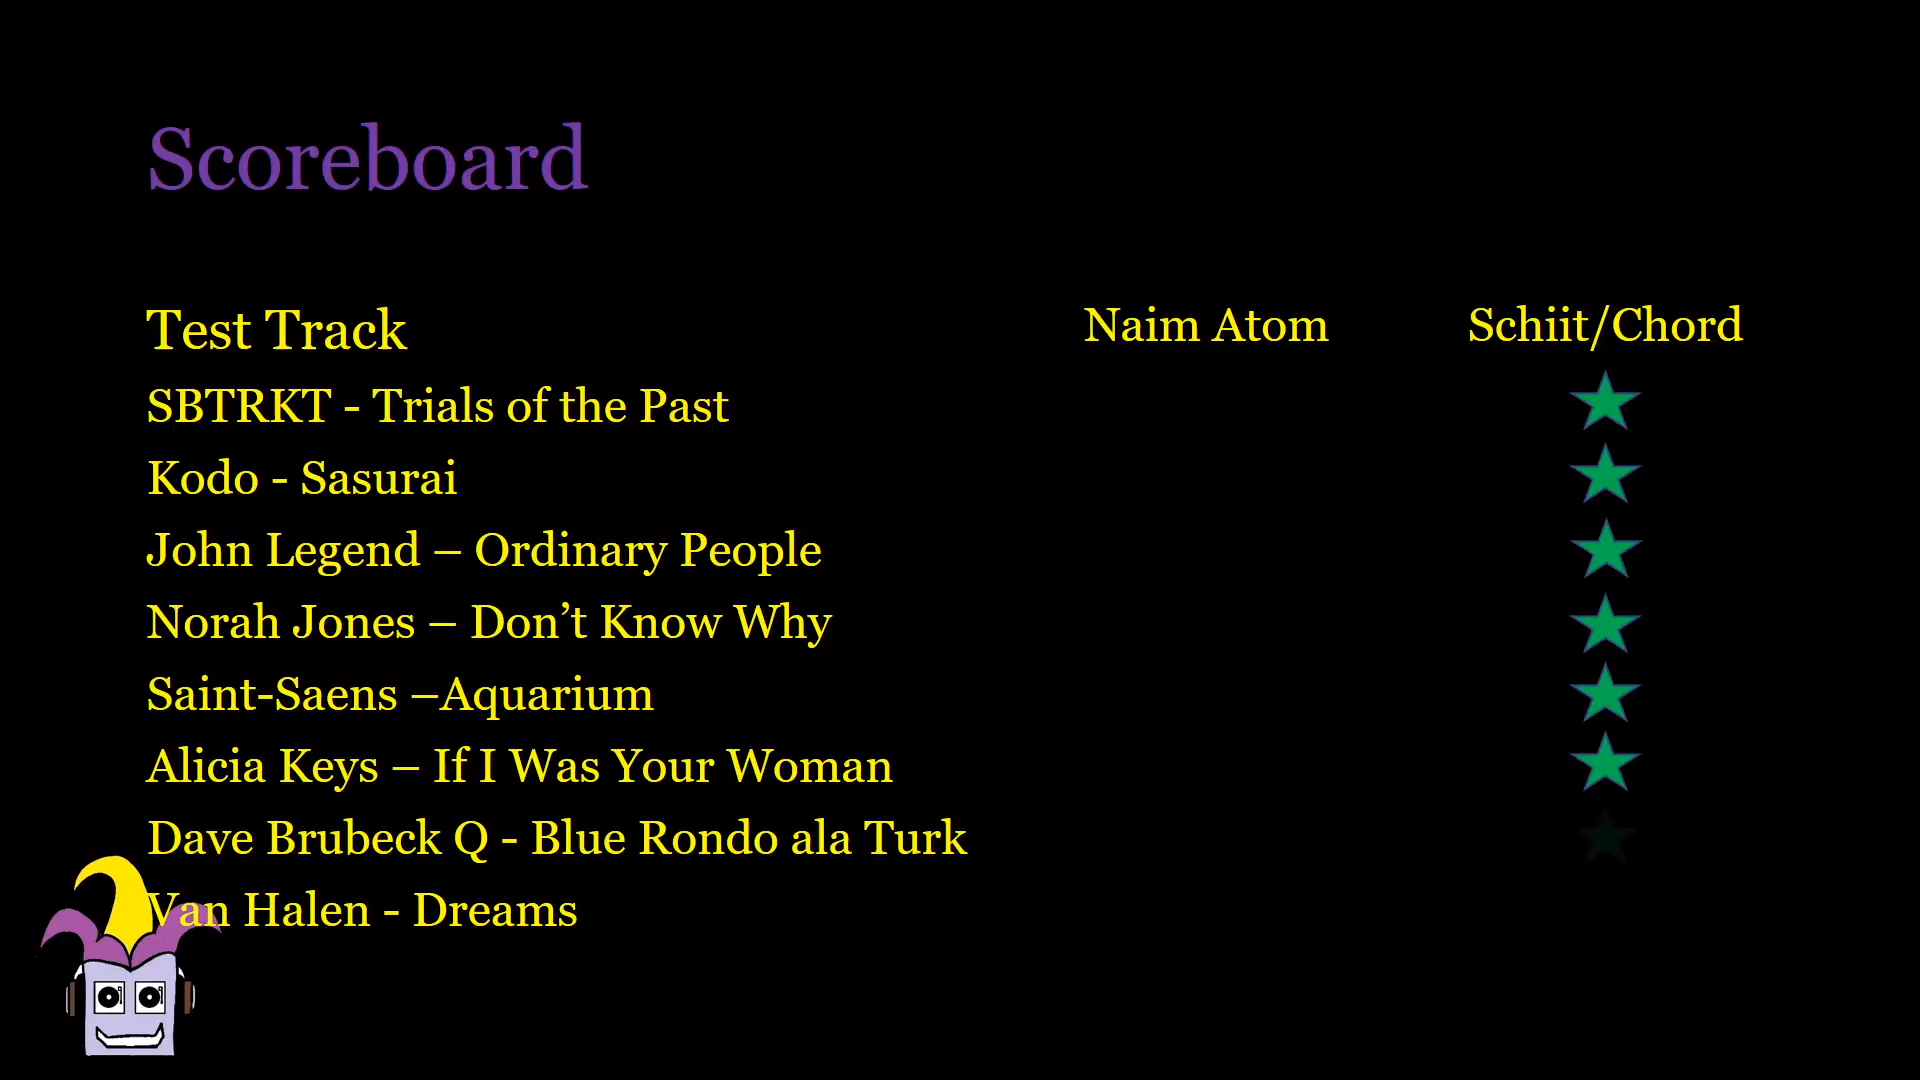 Scoreboard
Test Track Naim Atom Schiit/Chord
SBTRKT - Trials of the Past
Kodo - Sasurai
John Legend – Ordinary People
Norah Jones – Don’t Know Why
Saint-Saens –Aquarium
Alicia Keys – If I Was Your Woman
Dave Brubeck Q - Blue Rondo ala Turk
Van Halen - Dreams